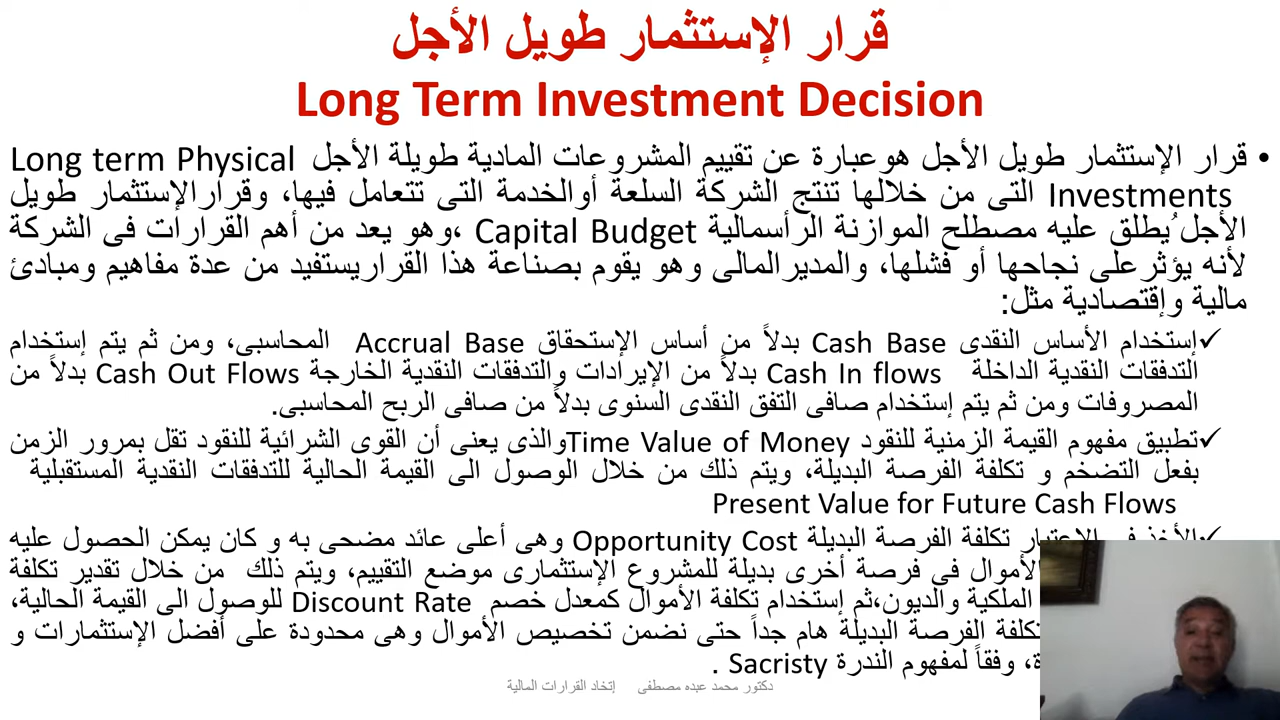 قرار الإستثمار طويل الأجل
Long Term Investment Decision
• قرار الإستثمار طويل الأجل هوعبارة عن تقييم المشروعات المادية طويلة الأجل Long term Physical
Investments التى من خلالها تنتج الشركة السلعة أوالخدمة التى تتعامل فيها، وقرارالإستثمار طويل
الأجل يُطلق عليه مصطلح الموازنة الرأسمالية Capital Budget ،وهو يعد من أهم القرارات فى الشركة
لأنه يؤثرعلى نجاحها أو فشلها، والمديرالمالى وهو يقوم بصناعة هذا القراريستفيد من عدة مفاهيم ومبادئ
مالية وإقتصادية مثل:
✓إستخدام الأساس النقدى Cash Base بدلاً من أساس الإستحقاق Accrual Base المحاسبى، ومن ثم يتم إستخدام
التدفقات النقدية الداخلة Cash In flows بدلاً من الإيرادات والتدفقات النقدية الخارجة Cash Out Flows بدلاً من
المصروفات ومن ثم يتم إستخدام صافى التفق النقدى السنوى بدلاً من صافى الربح المحاسبى.
✓تطبيق مفهوم القيمة الزمنية للنقود Time Value of Moneyوالذى يعنى أن القوى الشرائية للنقود تقل بمرور الزمن
بفعل التضخم و تكلفة الفرصة البديلة، ويتم ذلك من خلال الوصول الى القيمة الحالية للتدفقات النقدية المستقبلية
Present Value for Future Cash Flows
✓الأخذ فى الاعتبار تكلفة الفرصة البديلة Opportunity Cost وهى أعلى عائد مضحى به و كان يمكن الحصول عليه
الأموال فى فرصة أخرى بديلة للمشروع الإستثمارى موضع التقييم، ويتم ذلك من خلال تقدير تكلفة
الملكية والديون،ثم إستخدام تكلفة الأموال كمعدل خصم Discount Rate للوصول الى القيمة الحالية،
تكلفة الفرصة البديلة هام جداً حتى نضمن تخصيص الأموال وهى محدودة على أفضل الإستثمارات و
، وفقاً لمفهوم الندرة Sacristy .
دكتور محمد عبده مصطفى إتخاد القرارات المالية